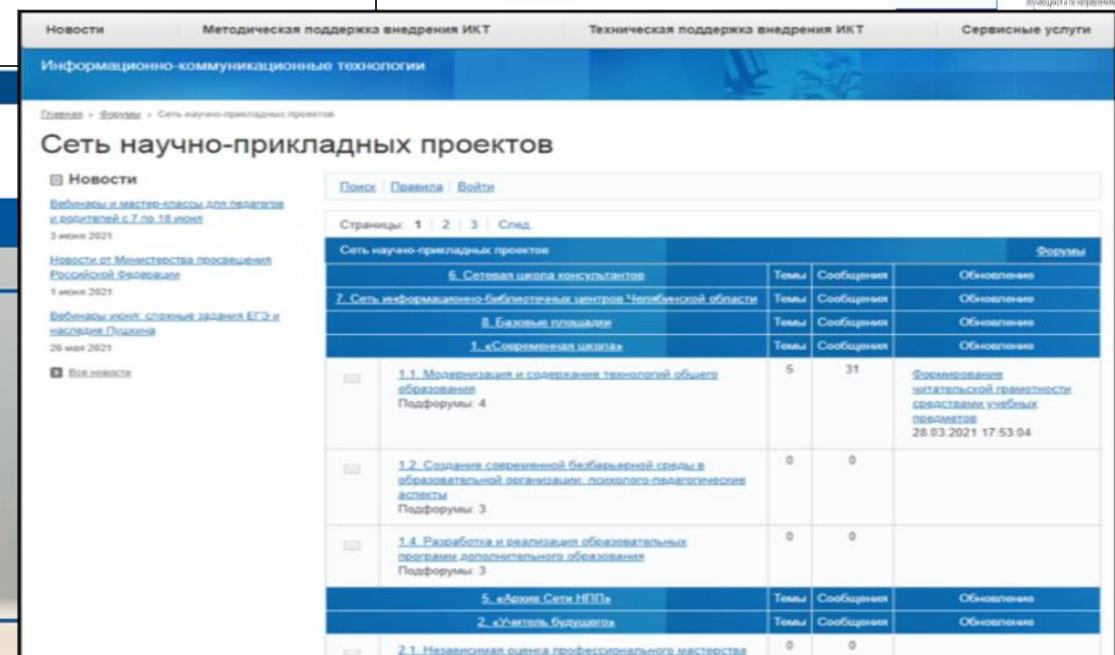 Новости Методическая поддержка внедрения ИКТ Техническая поддержка внедрения ИКТ Сервисные услуги
Информационно-коммуникационные технологии
Главная » Форумы » Сеть научно-прикладных проектов
Сеть научно-прикладных проектов
Новости
Вебинары и мастер-классы для педагогов
и родителей с 7 по 18 июня
3 июня 2021
Новости от Министерства просвещения
Российской Федерации
1 июня 2021
Вебинары июня: сложные задания ЕГЭ и
наследие Пушкина
26 мая 2021
Все новости
Поиск Правила Войти
Страницы: 1 | 2 | 3 | След.
Сеть научно-прикладных проектов Форумы
6. Сетевая школа консультантов Темы Сообщения Обновление
7. Сеть информационно-библиотечных центров Челябинской области Темы Сообщения Обновление
8. Базовые площадки Темы Сообщения Обновление
1. «Современная школа» Темы Сообщения Обновление
1.1. Модернизация и содержание технологий общего
образования
Подфорумы: 4
5 31
Формирование
читательской грамотности
средствами учебных
предметов
28.03.2021 17:53:04
1.2. Создание современной безбарьерной среды в
образовательной организации: психолого-педагогические
аспекты
Подфорумы: 3
0 0
1.4. Разработка и реализация образовательных
программ дополнительного образования
Подфорумы: 3
0 0
5. «Архив Сети НПП» Темы Сообщения Обновление
2. «Учитель будущего» Темы Сообщения Обновление
2.1. Независимая оценка профессионального мастерства 0 0